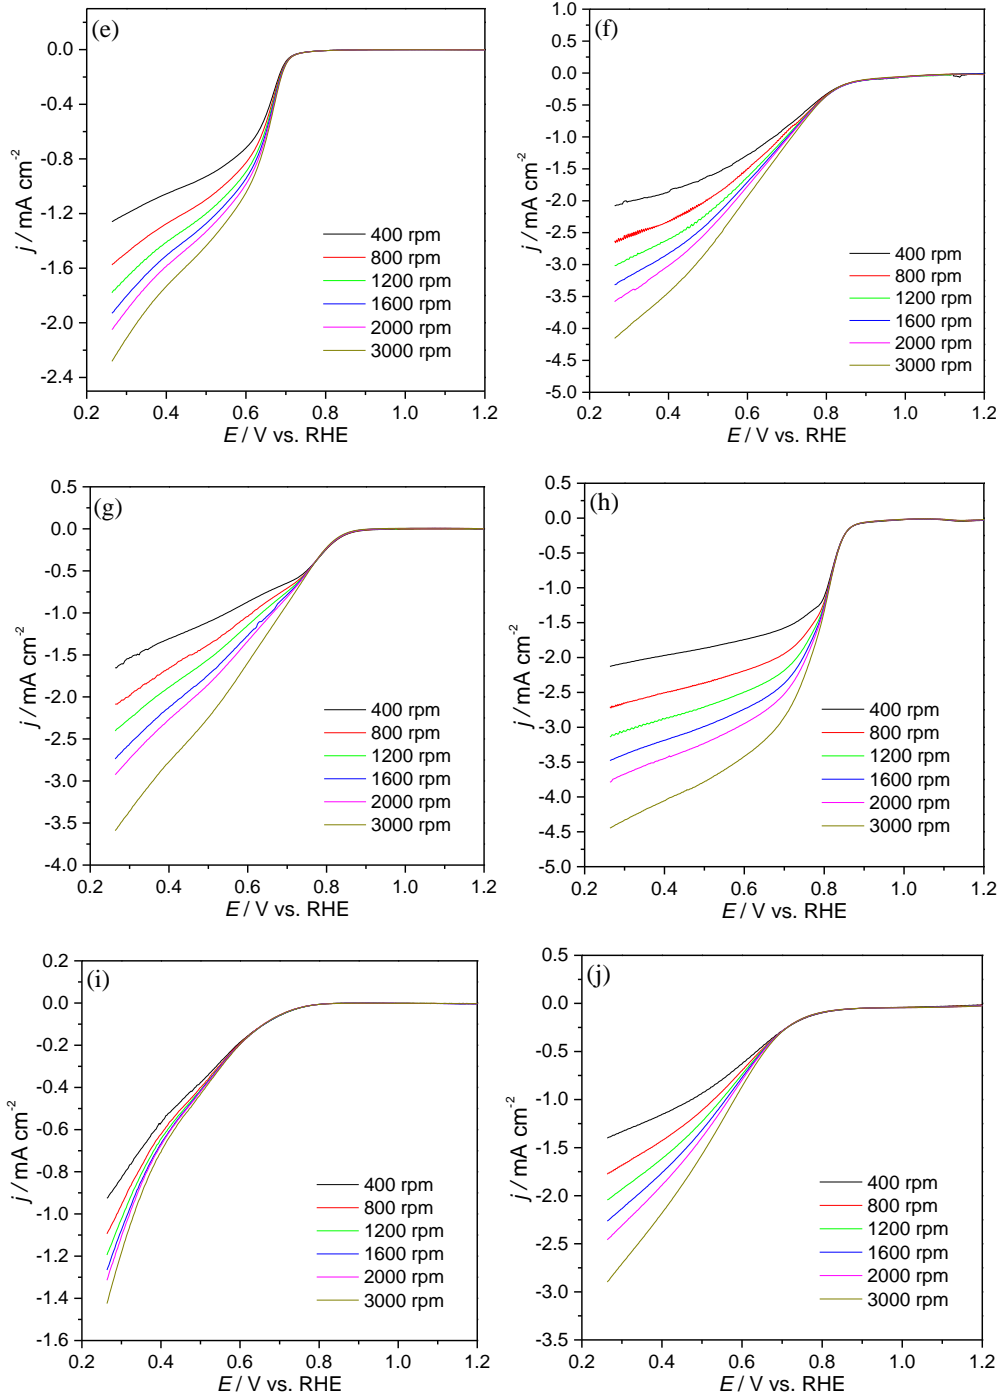 (e)
0.0
-0.4
-0.8
-1.2
-1.6
-2.0
-2.4
j / mA cm-2
400 rpm
800 rpm
1200 rpm
1600 rpm
2000 rpm
3000 rpm
0.2 0.4 0.6 0.8 1.0 1.2
E / V vs. RHE
(f)
1.0
0.5
0.0
-0.5
-1.0
-1.5
-2.0
-2.5
-3.0
-3.5
-4.0
-4.5
-5.0
j / mA cm-2
400 rpm
800 rpm
1200 rpm
1600 rpm
2000 rpm
3000 rpm
0.2 0.4 0.6 0.8 1.0 1.2
E / V vs. RHE
(g)
0.5
0.0
-0.5
-1.0
-1.5
-2.0
-2.5
-3.0
-3.5
-4.0
j / mA cm-2
400 rpm
800 rpm
1200 rpm
1600 rpm
2000 rpm
3000 rpm
0.2 0.4 0.6 0.8 1.0 1.2
E / V vs. RHE
(h)
0.5
0.0
-0.5
-1.0
-1.5
-2.0
-2.5
-3.0
-3.5
-4.0
-4.5
-5.0
j / mA cm-2
400 rpm
800 rpm
1200 rpm
1600 rpm
2000 rpm
3000 rpm
0.2 0.4 0.6 0.8 1.0 1.2
E / V vs. RHE
(i)
0.2
0.0
-0.2
-0.4
-0.6
-0.8
-1.0
-1.2
-1.4
-1.6
j / mA cm-2
400 rpm
800 rpm
1200 rpm
1600 rpm
2000 rpm
3000 rpm
0.2 0.4 0.6 0.8 1.0 1.2
E / V vs. RHE
(j)
0.5
0.0
-0.5
-1.0
-1.5
-2.0
-2.5
-3.0
-3.5
j / mA cm-2
400 rpm
800 rpm
1200 rpm
1600 rpm
2000 rpm
3000 rpm
0.2 0.4 0.6 0.8 1.0 1.2
E / V vs. RHE